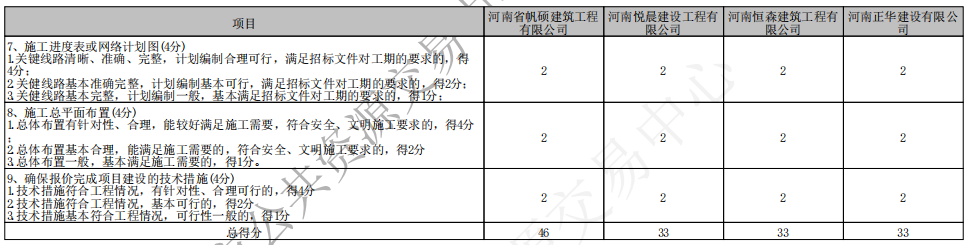 项目 河南省帆硕建筑工程有限公司 河南悦晨建设工程有限公司 河南恒森建筑工程有限公司 河南正华建设有限公司
7、施工进度表或网络计划图(4分)
1.关键线路清晰、准确、完整，计划编制合理可行，满足招标文件对工期的要求的，得
4分；
2.关健线路基本准确完整，计划编制基本可行，满足招标文件对工期的要求的，得2分；
3.关健线路基本完整，计划编制一般，基本满足招标文件对工期的要求的，得1分；
2 2 2 2
8、施工总平面布置(4分)
1.总体布置有针对性、合理，能较好满足施工需要，符合安全、文明施工要求的，得4分
；
2.总体布置基本合理，能满足施工需要的，符合安全、文明施工要求的，得2分
3.总体布置一般，基本满足施工需要的，得1分。
2 2 2 2
9、确保报价完成项目建设的技术措施(4分)
1.技术措施符合工程情况，有针对性、合理可行的，得4分
2.技术措施符合工程情况，基本可行的，得2分
3.技术措施基本符合工程情况，可行性一般的；得1分
2 2 2 2
总得分 46 33 33 33
公共资源交易中心
交易中心